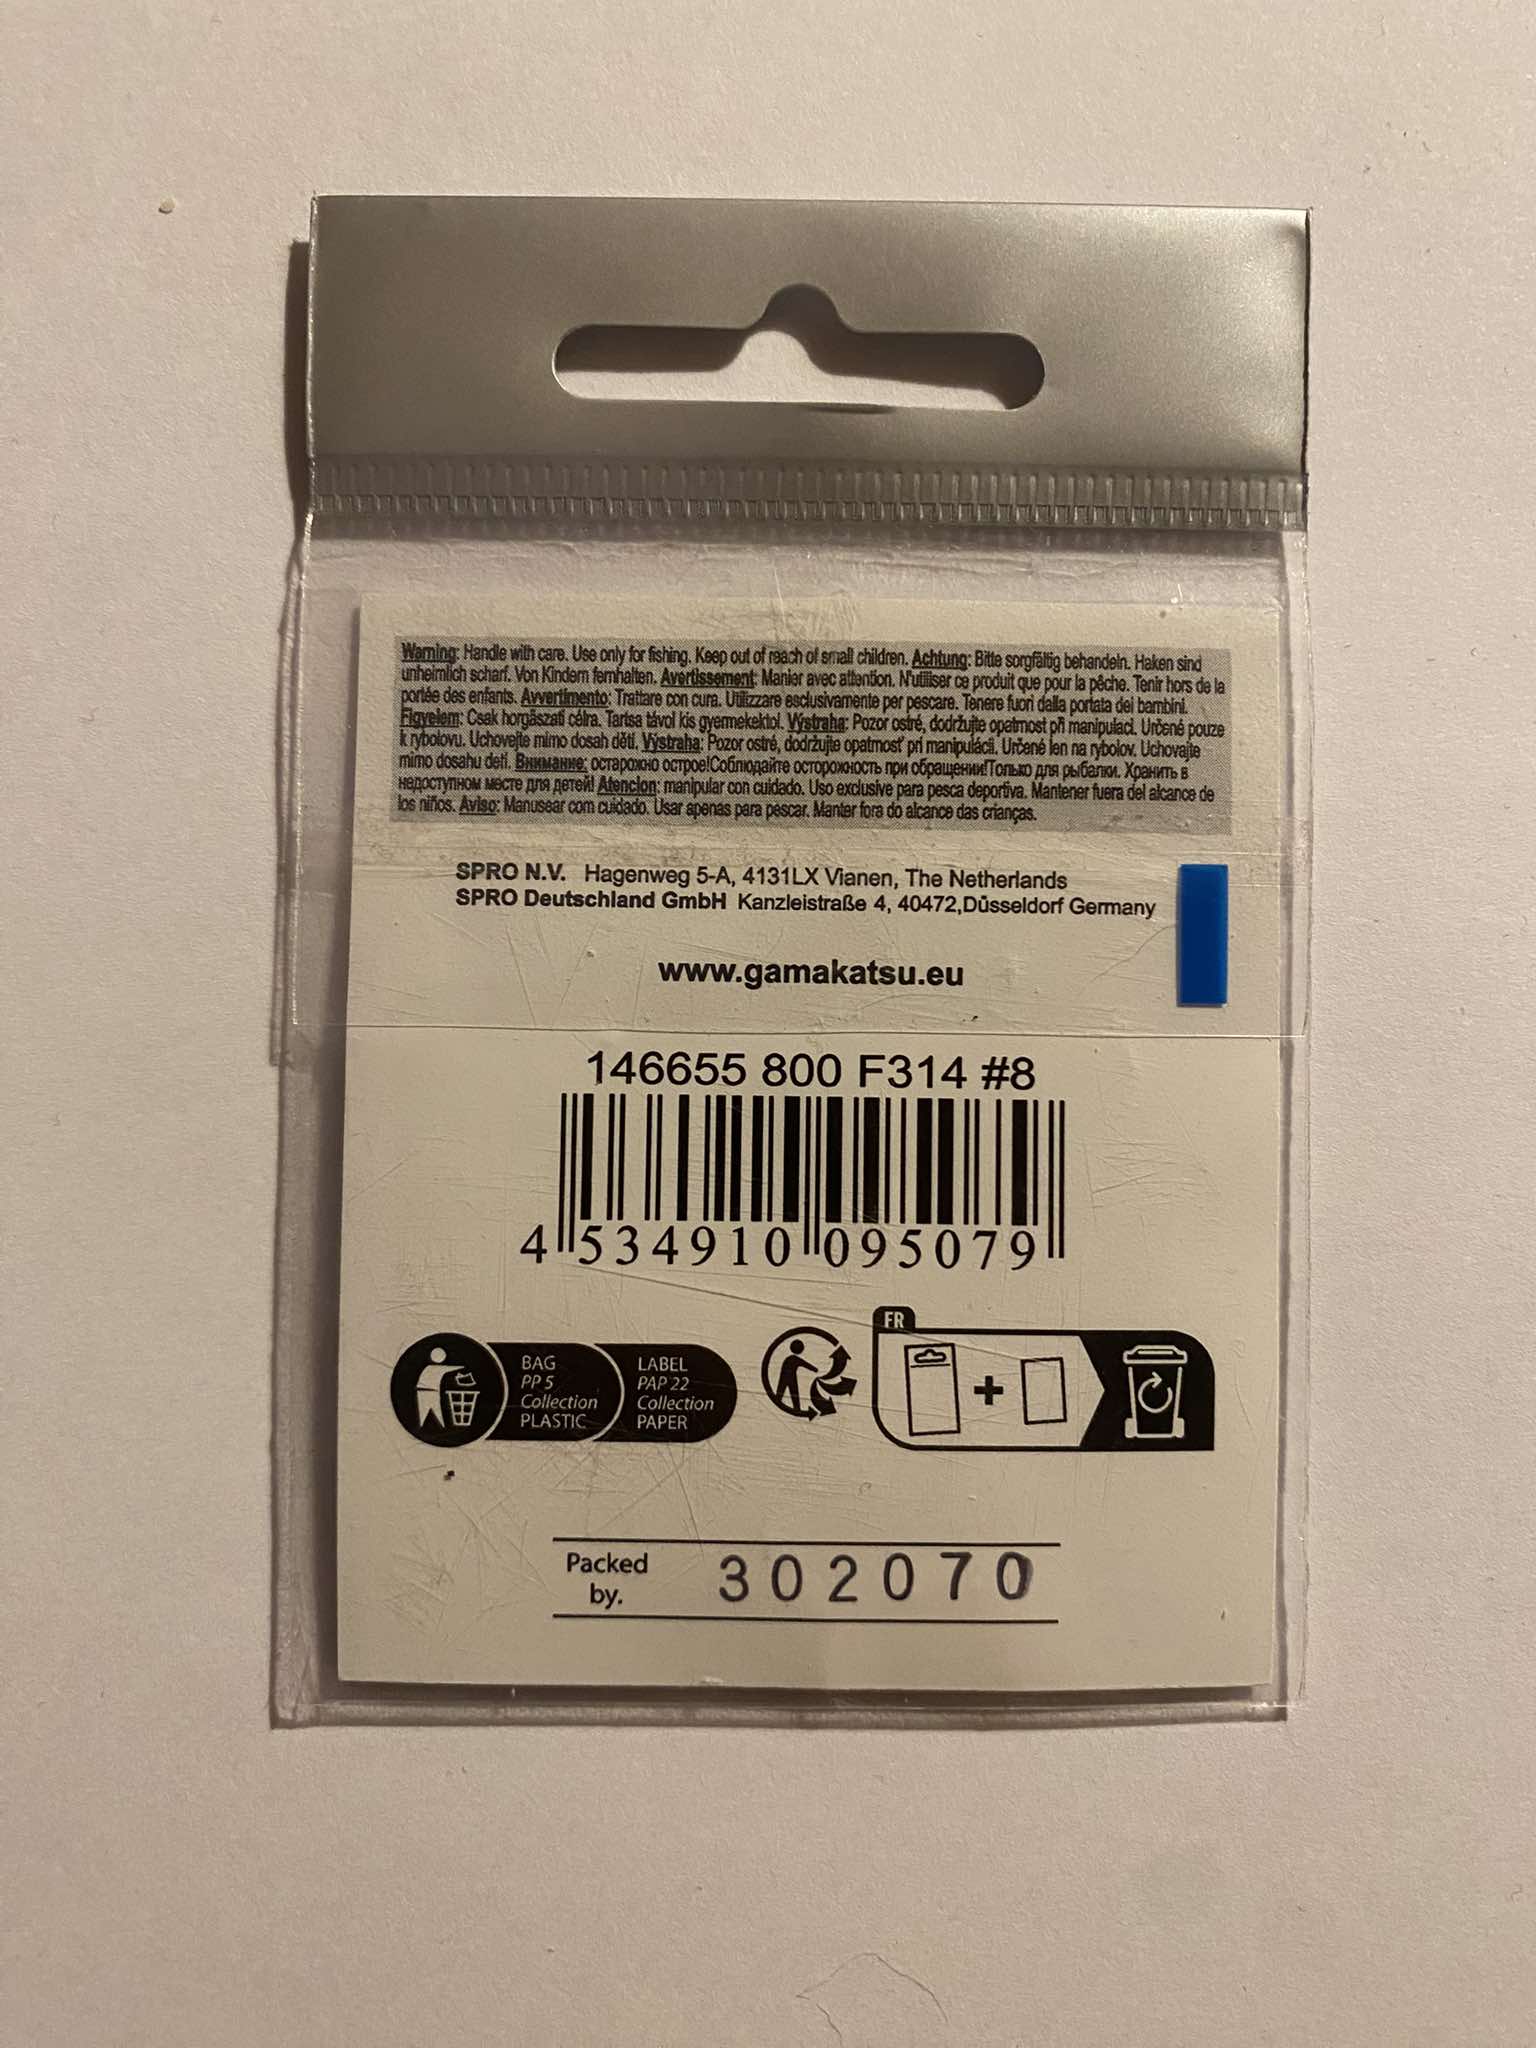 Warning: Handle with care. Use only for fishing. Keep out of reach of small children. Achtung: Bitte sorgfältig behandeln. Haken sind
unheimlich scharf. Von Kindern fernhalten. Avertissement: Manier avec attention. N'utiliser ce produit que pour la pêche. Tenir hors de la
portée des enfants. Avvertimento: Trattare con cura. Utilizzare esclusivamente per pescare. Tenere fuori dalla portata dei bambini.
Figyelem: Csak horgászati célra. Tartsa távol kis gyermekektol. Výstraha: Pozor ostré, dodržujte opatrnost při manipulaci. Určené pouze
k rybolovu. Uchovejte mimo dosah dětí. Výstraha: Pozor ostré, dodržujte opatrnosť pri manipulácii. Určené len na rybolov. Uchovajte
mimo dosahu detí. Внимание: остарожно острое!Соблюдайте осторожность при обращении!Только для рыбалки. Хранить в
недоступном месте для детей! Atencion: manipular con cuidado. Uso exclusive para pesca deportiva. Mantener fuera del alcance de
los niños. Aviso: Manusear com cuidado. Usar apenas para pescar. Manter fora do alcance das crianças.
SPRO N.V. Hagenweg 5-A, 4131LX Vianen, The Netherlands
SPRO Deutschland GmbH Kanzleistraße 4, 40472,Düsseldorf Germany
www.gamakatsu.eu
146655 800 F314 #8
4 534910 095079
FR
BAG
PP 5
Collection
PLASTIC
LABEL
PAP 22
Collection
PAPER
+
Packed
by.
302070